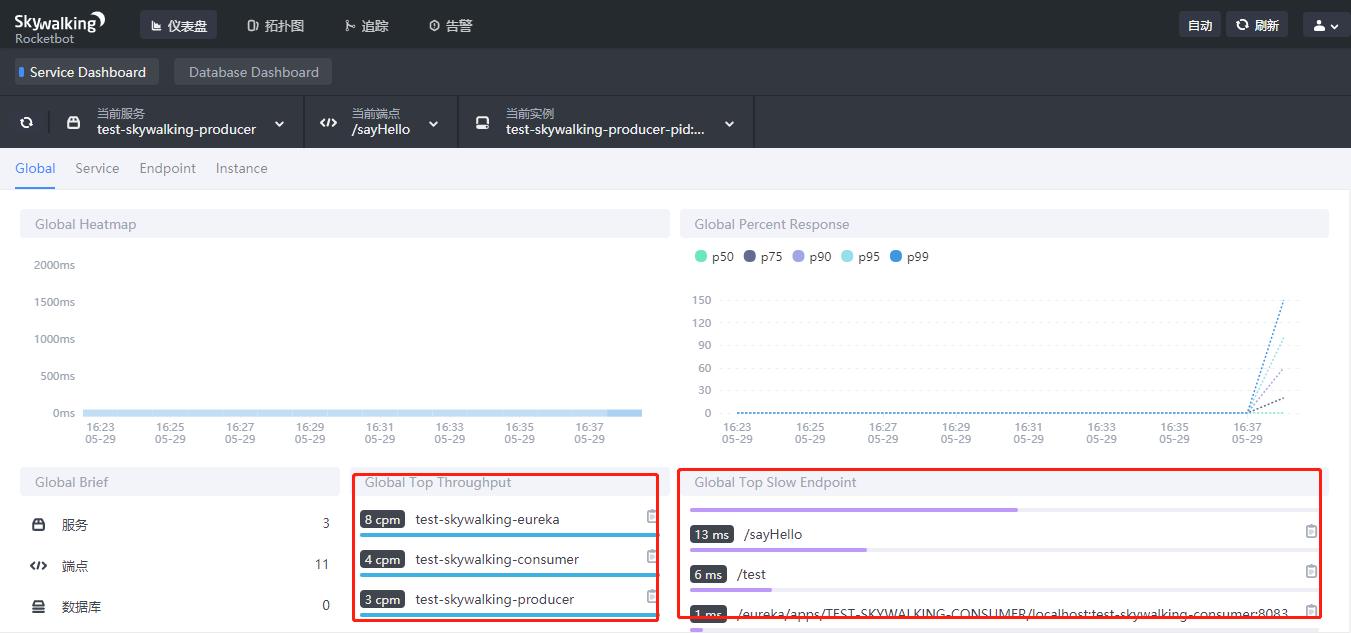 Skywalking
Rocketbot
仪表盘
拓扑图
追踪
告警
自动
刷新
Service Dashboard
Database Dashboard
当前服务
test-skywalking-producer
当前端点
/sayHello
当前实例
test-skywalking-producer-pid:...
Global
Service
Endpoint
Instance
Global Heatmap
2000ms
1500ms
1000ms
500ms
0ms
16:23
05-29
16:25
05-29
16:27
05-29
16:29
05-29
16:31
05-29
16:33
05-29
16:35
05-29
16:37
05-29
Global Percent Response
p50
p75
p90
p95
p99
150
120
90
60
30
0
16:23
05-29
16:25
05-29
16:27
05-29
16:29
05-29
16:31
05-29
16:33
05-29
16:35
05-29
16:37
05-29
Global Brief
服务 3
端点 11
数据库 0
Global Top Throughput
8 cpm test-skywalking-eureka
4 cpm test-skywalking-consumer
3 cpm test-skywalking-producer
Global Top Slow Endpoint
13 ms /sayHello
6 ms /test
1 ms /eureka/apps/TEST-SKYWALKING-CONSUMER/localhost:test-skywalking-consumer:8083